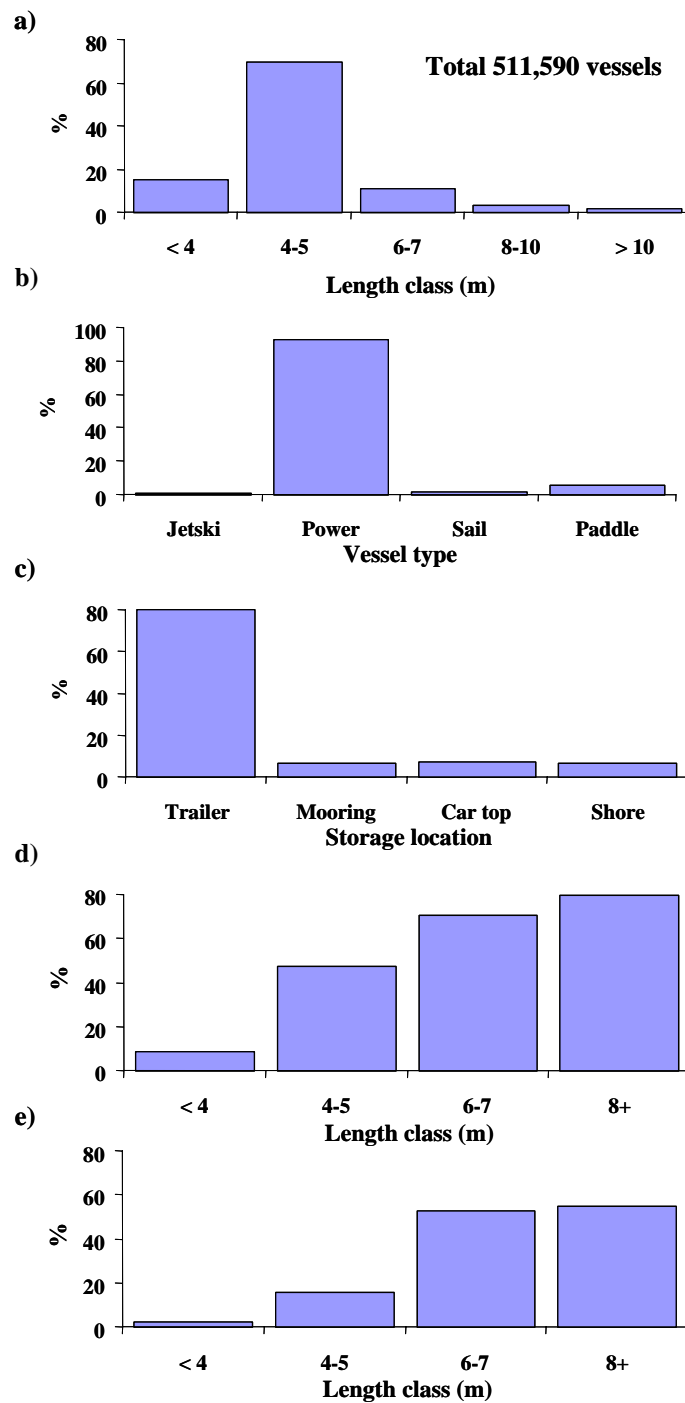 a)
80
60
40
20
0
%
Total 511,590 vessels
< 4 4-5 6-7 8-10 > 10
Length class (m)
b)
100
80
60
40
20
0
%
Jetski Power Sail Paddle
Vessel type
c)
80
60
40
20
0
%
Trailer Mooring Car top Shore
Storage location
d)
80
60
40
20
0
%
< 4 4-5 6-7 8+
Length class (m)
e)
80
60
40
20
0
%
< 4 4-5 6-7 8+
Length class (m)